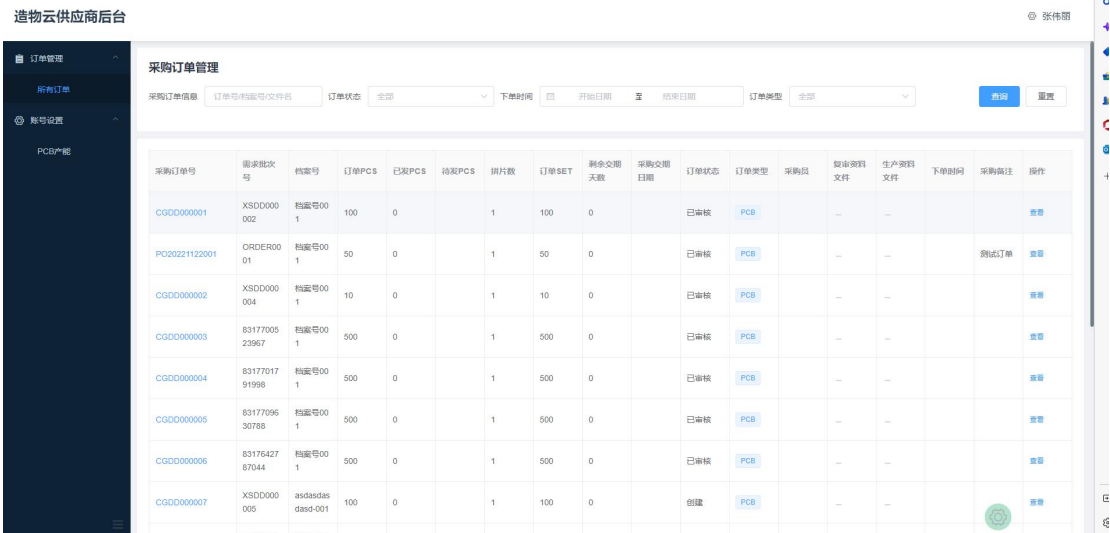 造物云供应商后台
张伟丽
订单管理
所有订单
账号设置
PCB产能
采购订单管理
采购订单信息 订单号/档案号/文件名 订单状态 全部 下单时间 开始日期 至 结束日期 订单类型 全部 查询 重置
采购订单号 需求批次号 档案号 订单PCS 已发PCS 待发PCS 拼片数 订单SET 剩余交期天数 采购交期日期 订单状态 订单类型 采购员 复审资料文件 生产资料文件 下单时间 采购备注 操作
CGDD000001 XSDD000002 档案号001 100 0 1 100 0 已审核 PCB ... ... 查看
PO20221122001 ORDER0001 档案号001 50 0 1 50 0 已审核 PCB ... ... 测试订单 查看
CGDD000002 XSDD000004 档案号001 10 0 1 10 0 已审核 PCB ... ... 查看
CGDD000003 8317700523967 档案号001 500 0 1 500 0 已审核 PCB ... ... 查看
CGDD000004 8317701791998 档案号001 500 0 1 500 0 已审核 PCB ... ... 查看
CGDD000005 8317709630788 档案号001 500 0 1 500 0 已审核 PCB ... ... 查看
CGDD000006 8317642787044 档案号001 500 0 1 500 0 已审核 PCB ... ... 查看
CGDD000007 XSDD000005 asdasdasdasd-001 100 0 1 100 0 创建 PCB ... ... 查看